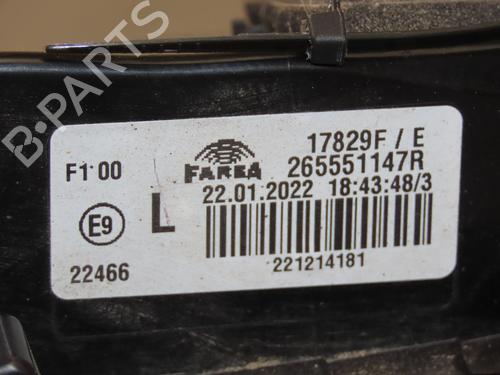 B-PARTS
17829F / E
F1 00
FAREA
265551147R
22.01.2022 18:43:48/3
E9
L
22466
221214181